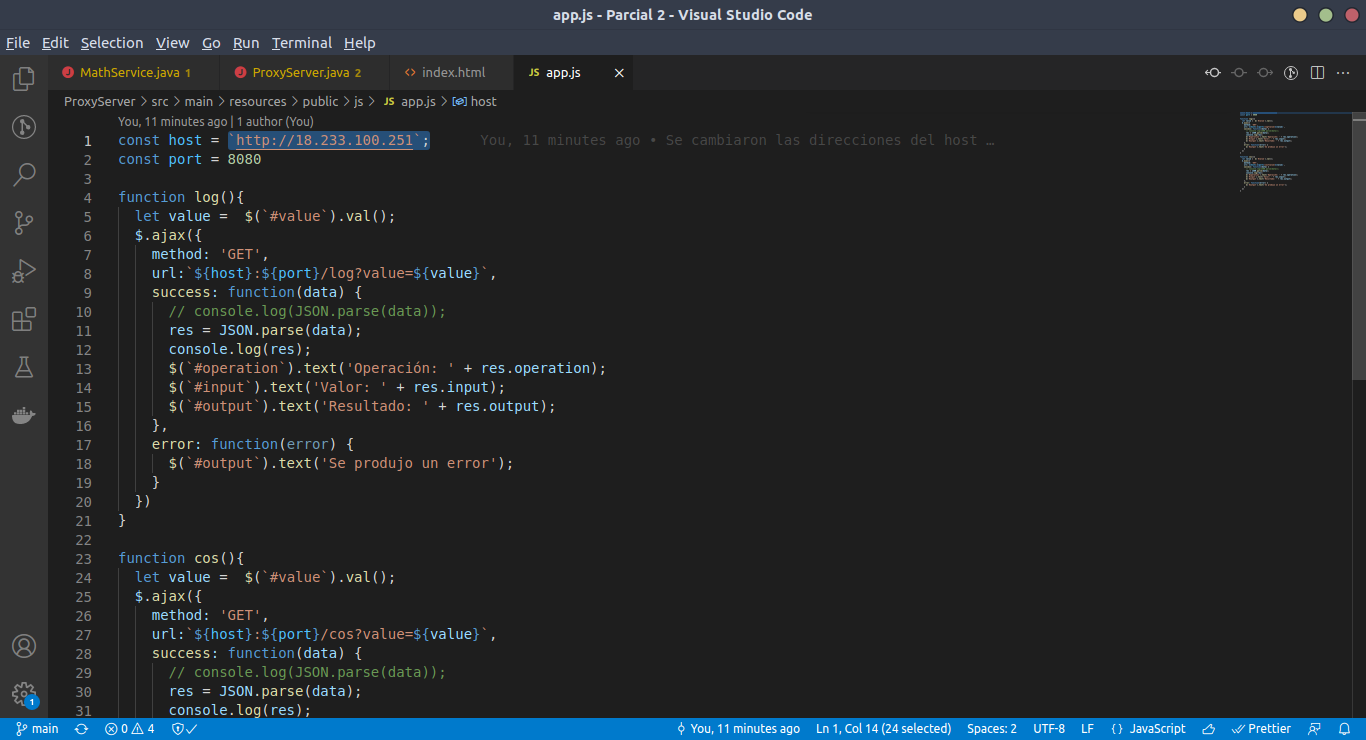 app.js - Parcial 2 - Visual Studio Code
File Edit Selection View Go Run Terminal Help
J MathService.java 1 J ProxyServer.java 2 <> index.html JS app.js ×
ProxyServer > src > main > resources > public > js > JS app.js > host
You, 11 minutes ago | 1 author (You)
1 const host = `http://18.233.100.251`; You, 11 minutes ago • Se cambiaron las direcciones del host …
2 const port = 8080
3
4 function log(){
5 let value =  $(`#value`).val();
6 $.ajax({
7 method: 'GET',
8 url:`${host}:${port}/log?value=${value}`,
9 success: function(data) {
10 // console.log(JSON.parse(data));
11 res = JSON.parse(data);
12 console.log(res);
13 $(`#operation`).text('Operación: ' + res.operation);
14 $(`#input`).text('Valor: ' + res.input);
15 $(`#output`).text('Resultado: ' + res.output);
16 },
17 error: function(error) {
18 $(`#output`).text('Se produjo un error');
19 }
20 })
21 }
22
23 function cos(){
24 let value =  $(`#value`).val();
25 $.ajax({
26 method: 'GET',
27 url:`${host}:${port}/cos?value=${value}`,
28 success: function(data) {
29 // console.log(JSON.parse(data));
30 res = JSON.parse(data);
31 console.log(res);
1
main 0 4 You, 11 minutes ago Ln 1, Col 14 (24 selected) Spaces: 2 UTF-8 LF {} JavaScript Prettier